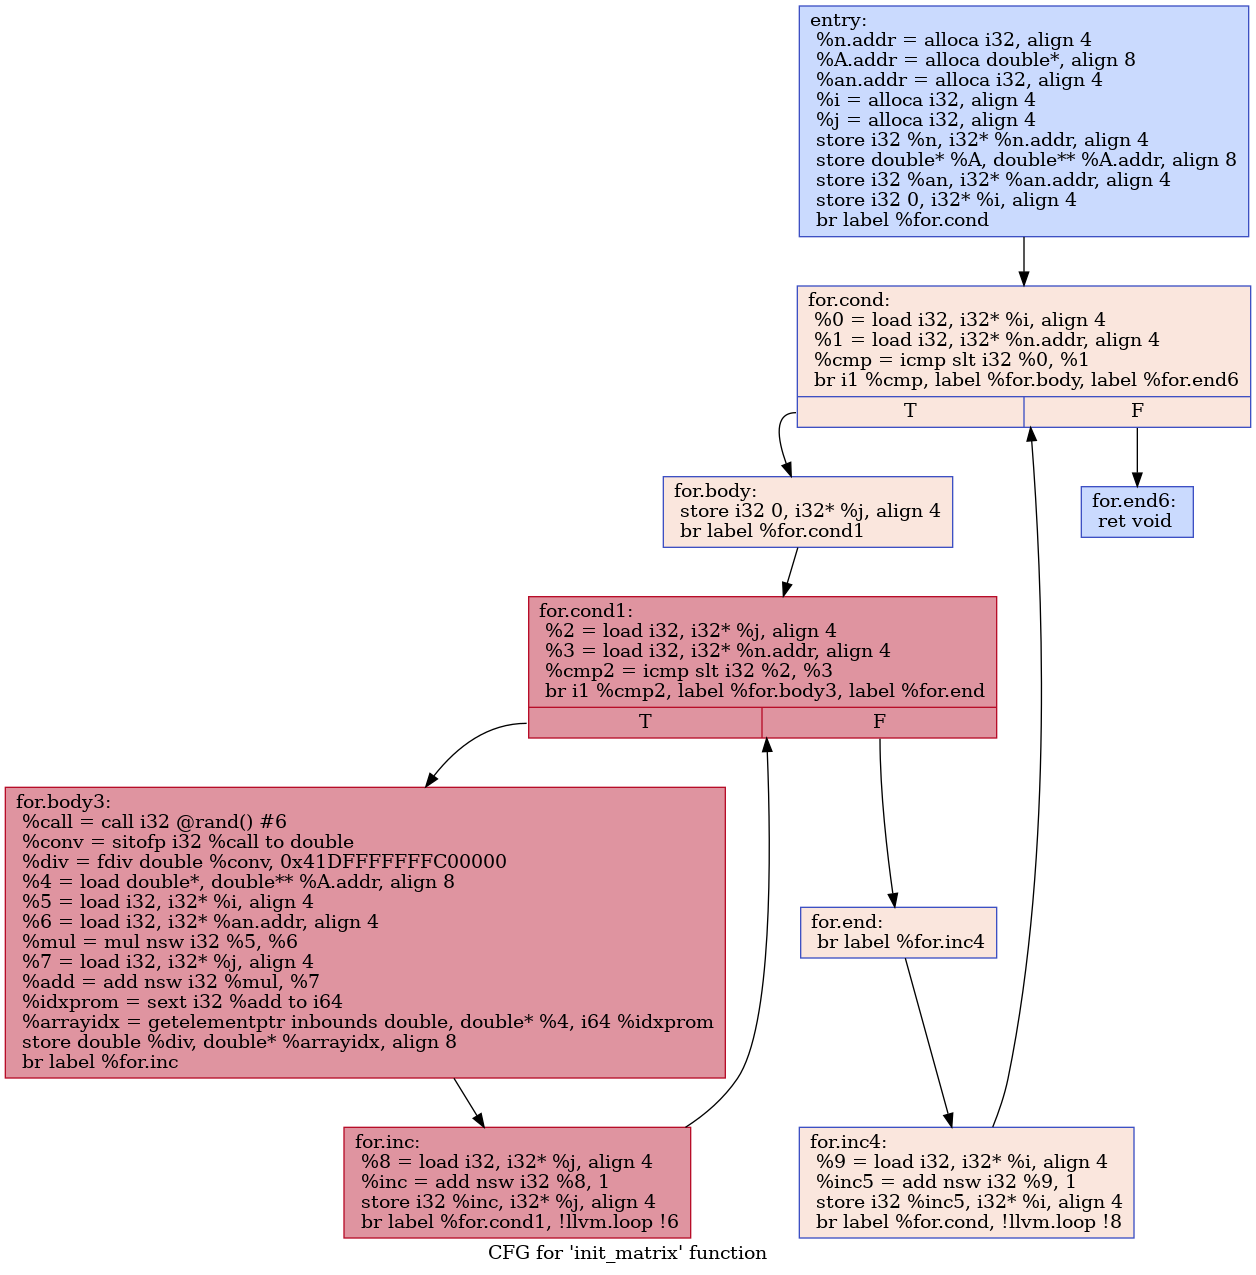 entry:
%n.addr = alloca i32, align 4
%A.addr = alloca double*, align 8
%an.addr = alloca i32, align 4
%i = alloca i32, align 4
%j = alloca i32, align 4
store i32 %n, i32* %n.addr, align 4
store double* %A, double** %A.addr, align 8
store i32 %an, i32* %an.addr, align 4
store i32 0, i32* %i, align 4
br label %for.cond
for.cond:
%0 = load i32, i32* %i, align 4
%1 = load i32, i32* %n.addr, align 4
%cmp = icmp slt i32 %0, %1
br i1 %cmp, label %for.body, label %for.end6
T F
for.body:
store i32 0, i32* %j, align 4
br label %for.cond1
for.end6:
ret void
for.cond1:
%2 = load i32, i32* %j, align 4
%3 = load i32, i32* %n.addr, align 4
%cmp2 = icmp slt i32 %2, %3
br i1 %cmp2, label %for.body3, label %for.end
T F
for.body3:
%call = call i32 @rand() #6
%conv = sitofp i32 %call to double
%div = fdiv double %conv, 0x41DFFFFFFFC00000
%4 = load double*, double** %A.addr, align 8
%5 = load i32, i32* %i, align 4
%6 = load i32, i32* %an.addr, align 4
%mul = mul nsw i32 %5, %6
%7 = load i32, i32* %j, align 4
%add = add nsw i32 %mul, %7
%idxprom = sext i32 %add to i64
%arrayidx = getelementptr inbounds double, double* %4, i64 %idxprom
store double %div, double* %arrayidx, align 8
br label %for.inc
for.end:
br label %for.inc4
for.inc:
%8 = load i32, i32* %j, align 4
%inc = add nsw i32 %8, 1
store i32 %inc, i32* %j, align 4
br label %for.cond1, !llvm.loop !6
for.inc4:
%9 = load i32, i32* %i, align 4
%inc5 = add nsw i32 %9, 1
store i32 %inc5, i32* %i, align 4
br label %for.cond, !llvm.loop !8
CFG for 'init_matrix' function